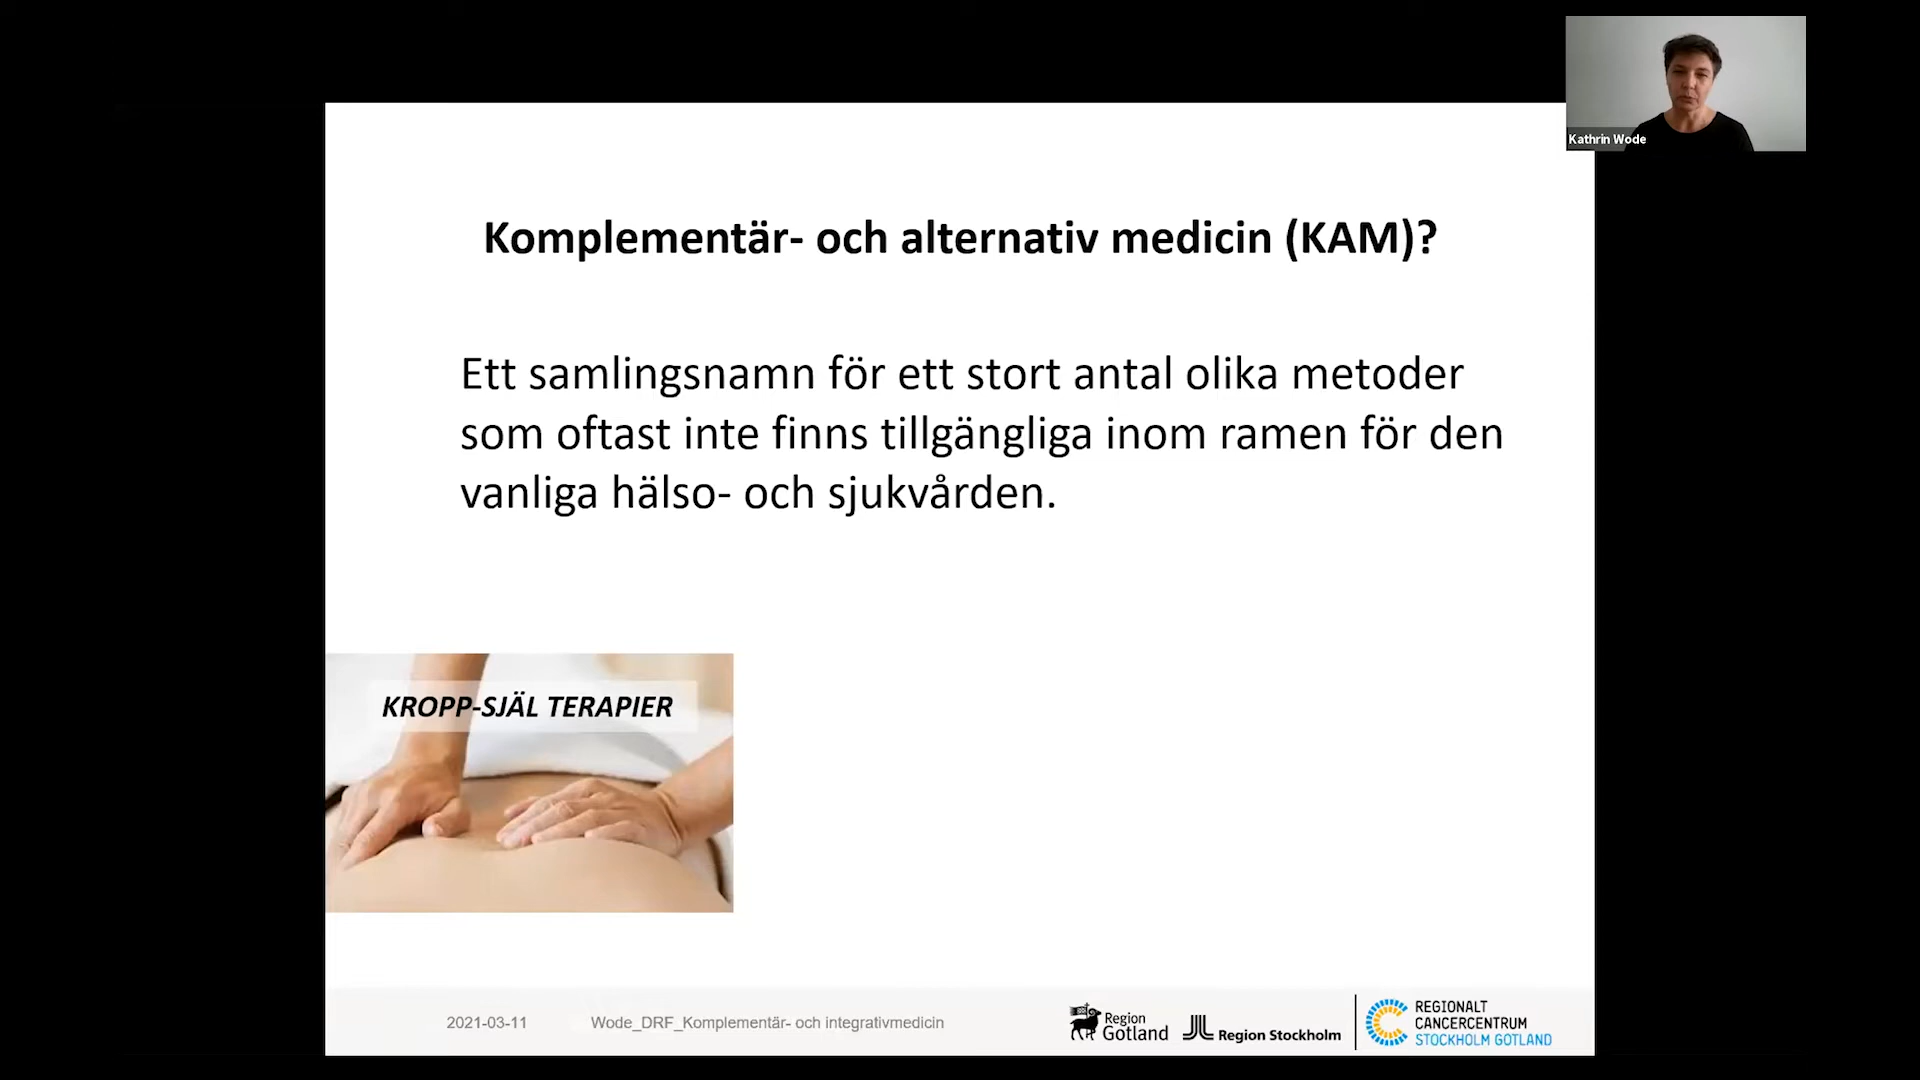 Kathrin Wode
Komplementär- och alternativ medicin (KAM)?
Ett samlingsnamn för ett stort antal olika metoder
som oftast inte finns tillgängliga inom ramen för den
vanliga hälso- och sjukvården.
KROPP-SJÄL TERAPIER
2021-03-11
Wode_DRF_Komplementär- och integrativmedicin
Region
Gotland
Region Stockholm
REGIONALT
CANCERCENTRUM
STOCKHOLM GOTLAND